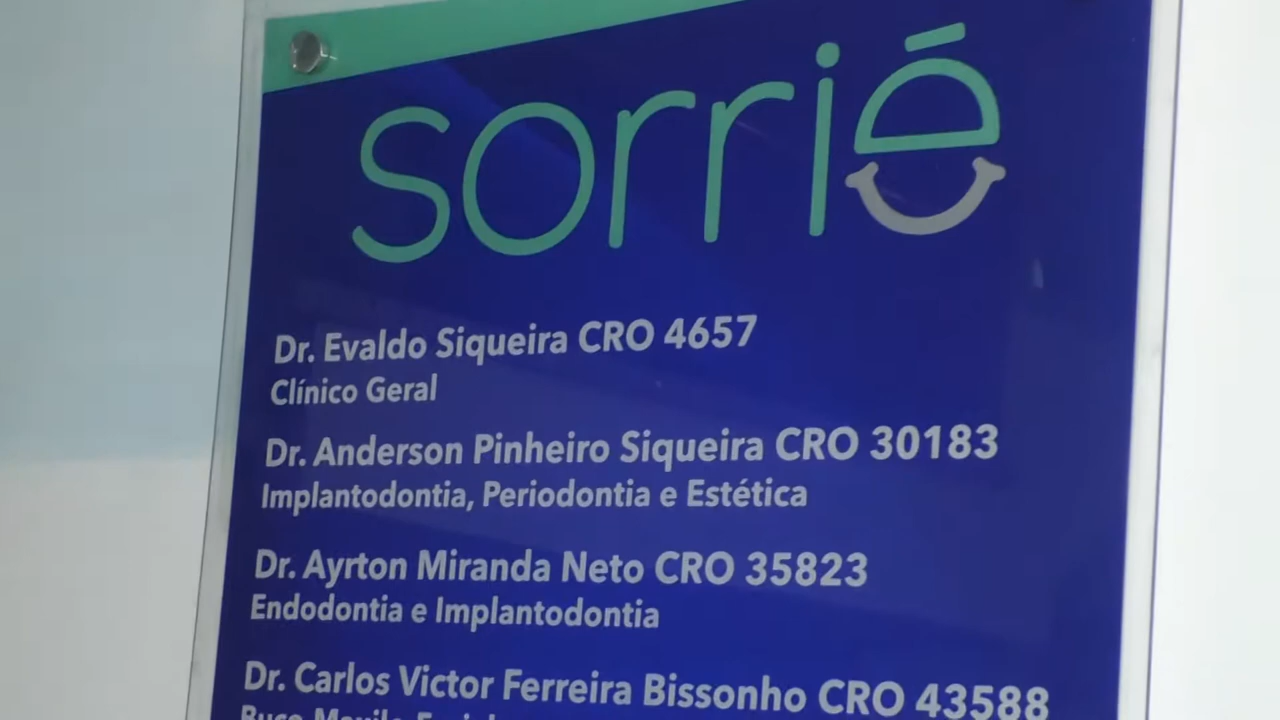 sorrié
Dr. Evaldo Siqueira CRO 4657
Clínico Geral
Dr. Anderson Pinheiro Siqueira CRO 30183
Implantodontia, Periodontia e Estética
Dr. Ayrton Miranda Neto CRO 35823
Endodontia e Implantodontia
Dr. Carlos Victor Ferreira Bissonho CRO 43588